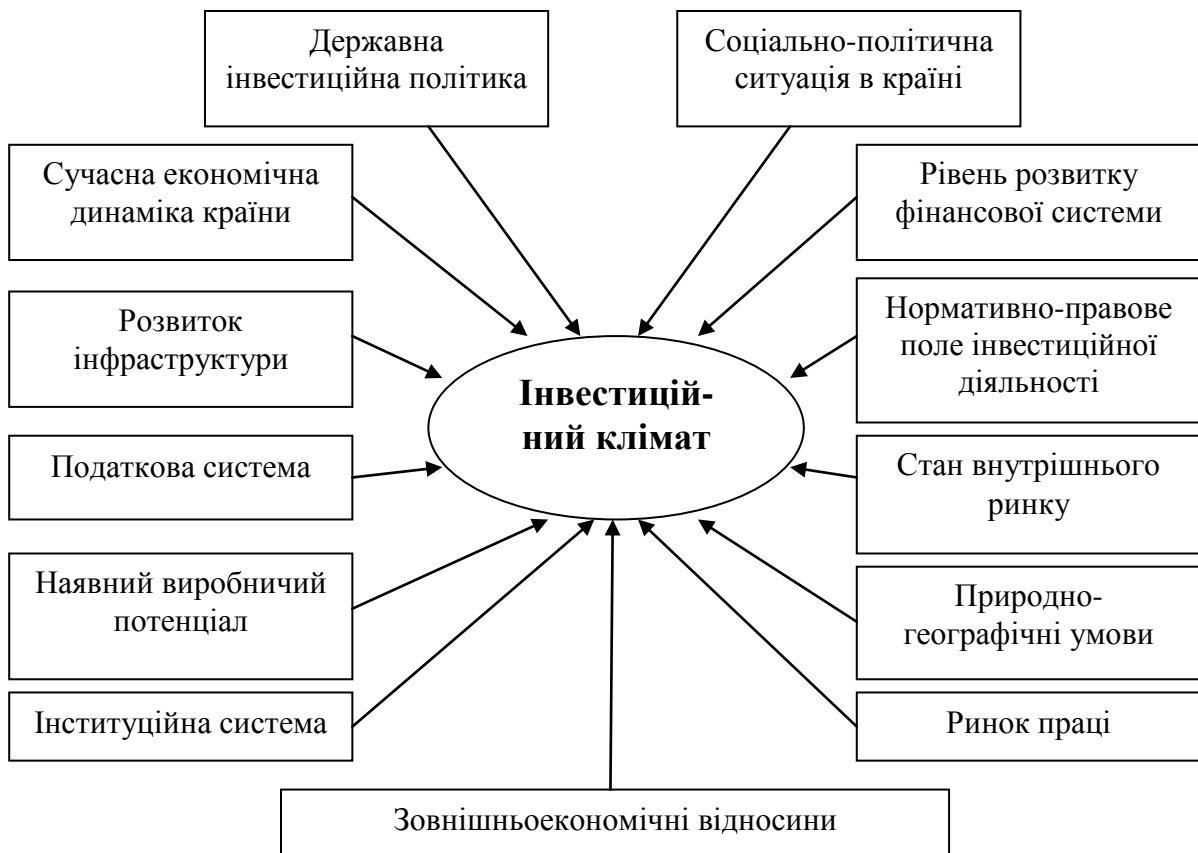 Державна
інвестиційна політика
Соціально-політична
ситуація в країні
Сучасна економічна
динаміка країни
Рівень розвитку
фінансової системи
Розвиток
інфраструктури
Нормативно-правове
поле інвестиційної
діяльності
Інвестицій-
ний клімат
Податкова система
Стан внутрішнього
ринку
Наявний виробничий
потенціал
Природно-
географічні умови
Інституційна система
Ринок праці
Зовнішньоекономічні відносини